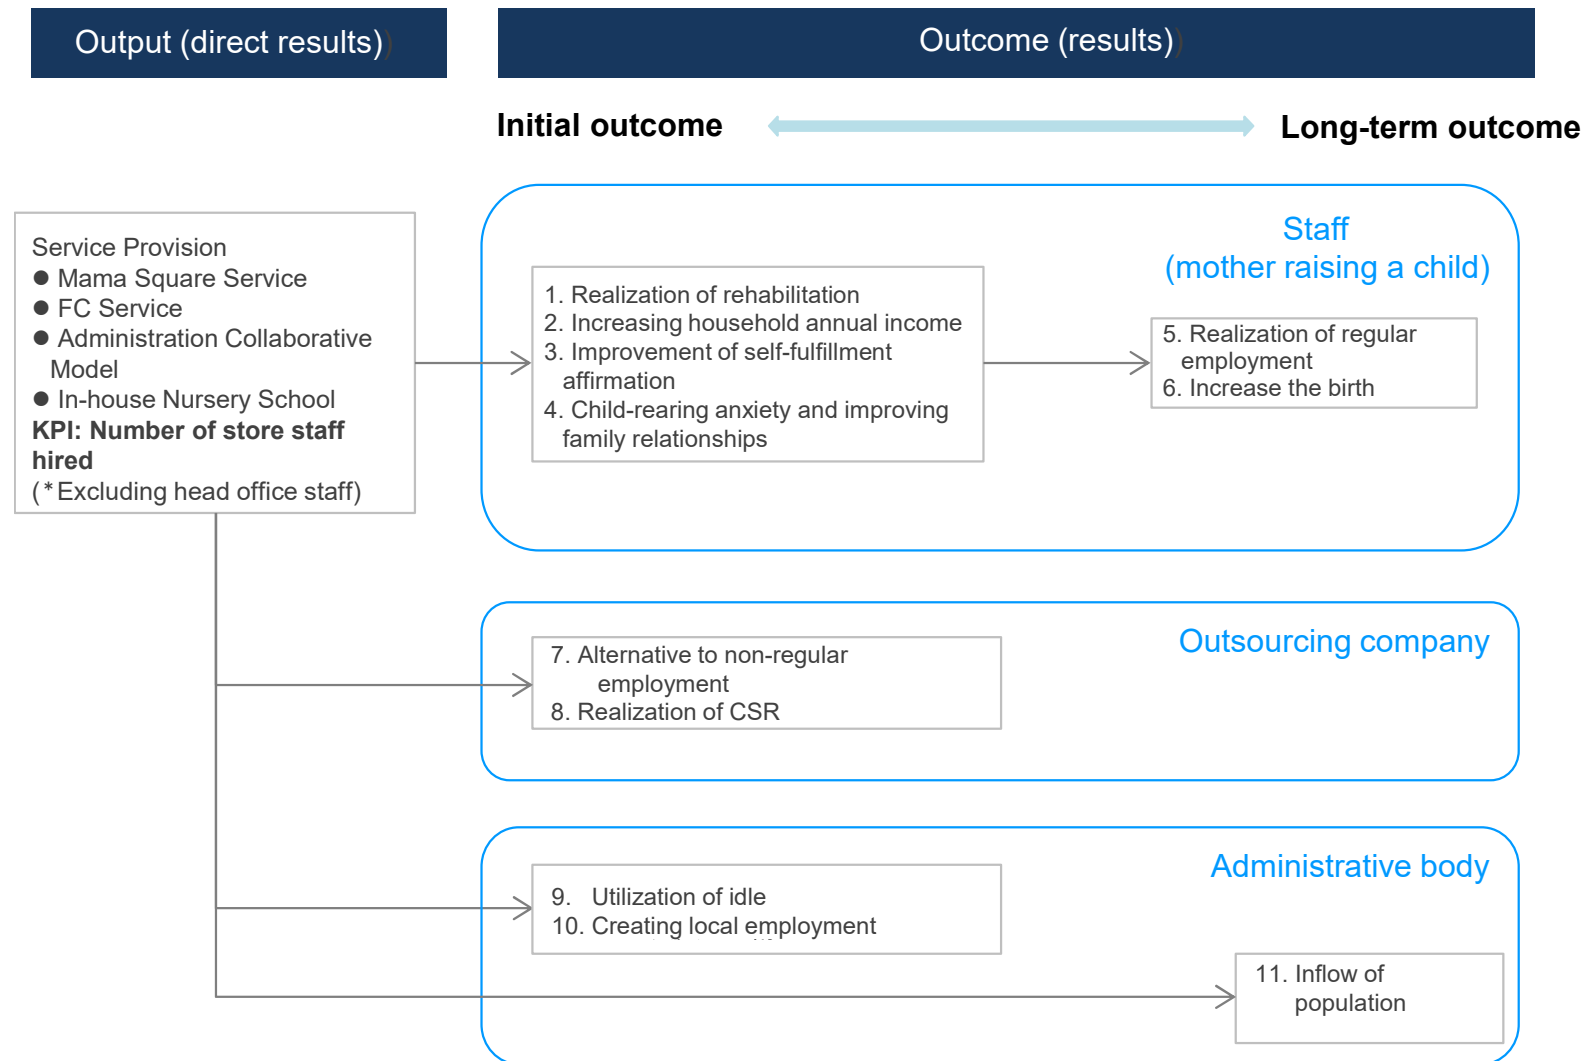 Output (direct results))
Outcome (results))
Initial outcome
Long-term outcome
Service Provision
● Mama Square Service
● FC Service
● Administration Collaborative
Model
● In-house Nursery School
KPI: Number of store staff
hired
(*Excluding head office staff)
Staff
(mother raising a child)
1. Realization of rehabilitation
2. Increasing household annual income
3. Improvement of self-fulfillment
affirmation
4. Child-rearing anxiety and improving
family relationships
5. Realization of regular
employment
6. Increase the birth
Outsourcing company
7. Alternative to non-regular
employment
8. Realization of CSR
Administrative body
9. Utilization of idle
10. Creating local employment
11. Inflow of
population